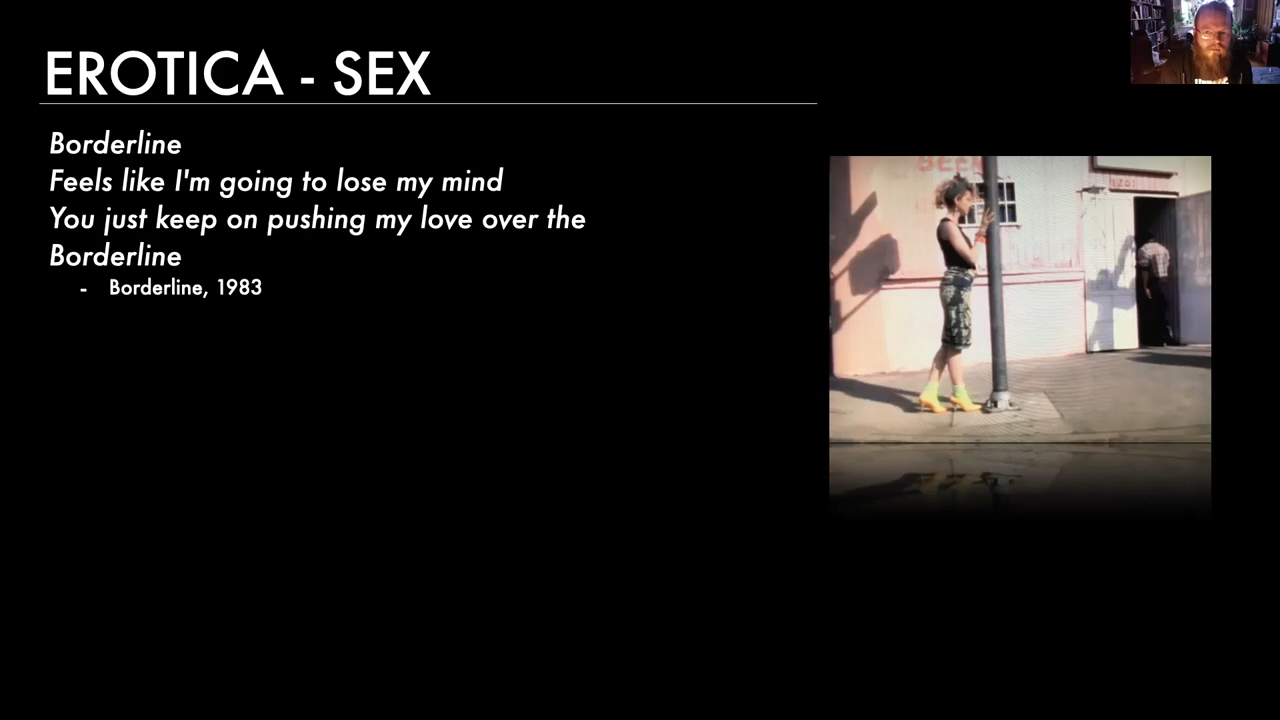 EROTICA - SEX
Borderline
Feels like I'm going to lose my mind
You just keep on pushing my love over the
Borderline
- Borderline, 1983
BEER